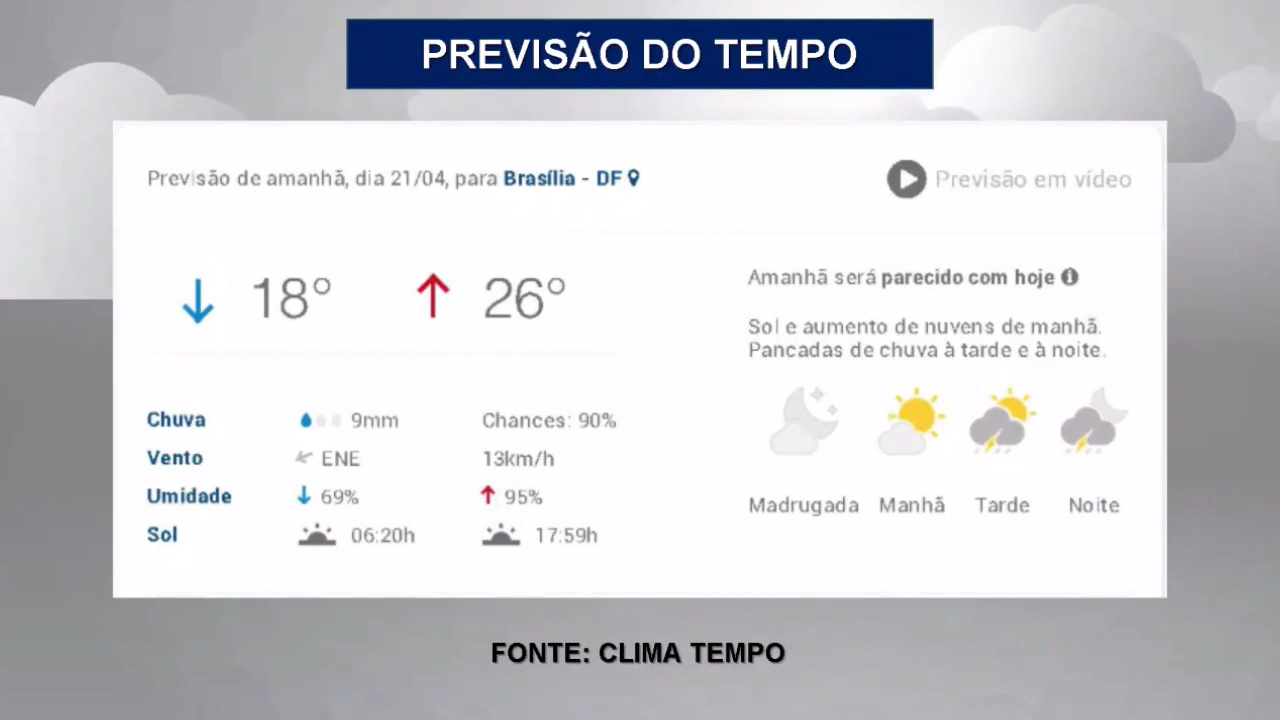 PREVISÃO DO TEMPO
Previsão de amanhã, dia 21/04, para Brasília - DF
Previsão em vídeo
18° 26°
Amanhã será parecido com hoje
Sol e aumento de nuvens de manhã.
Pancadas de chuva à tarde e à noite.
Chuva 9mm Chances: 90%
Vento ENE 13km/h
Umidade 69% 95%
Sol 06:20h 17:59h
Madrugada Manhã Tarde Noite
FONTE: CLIMA TEMPO